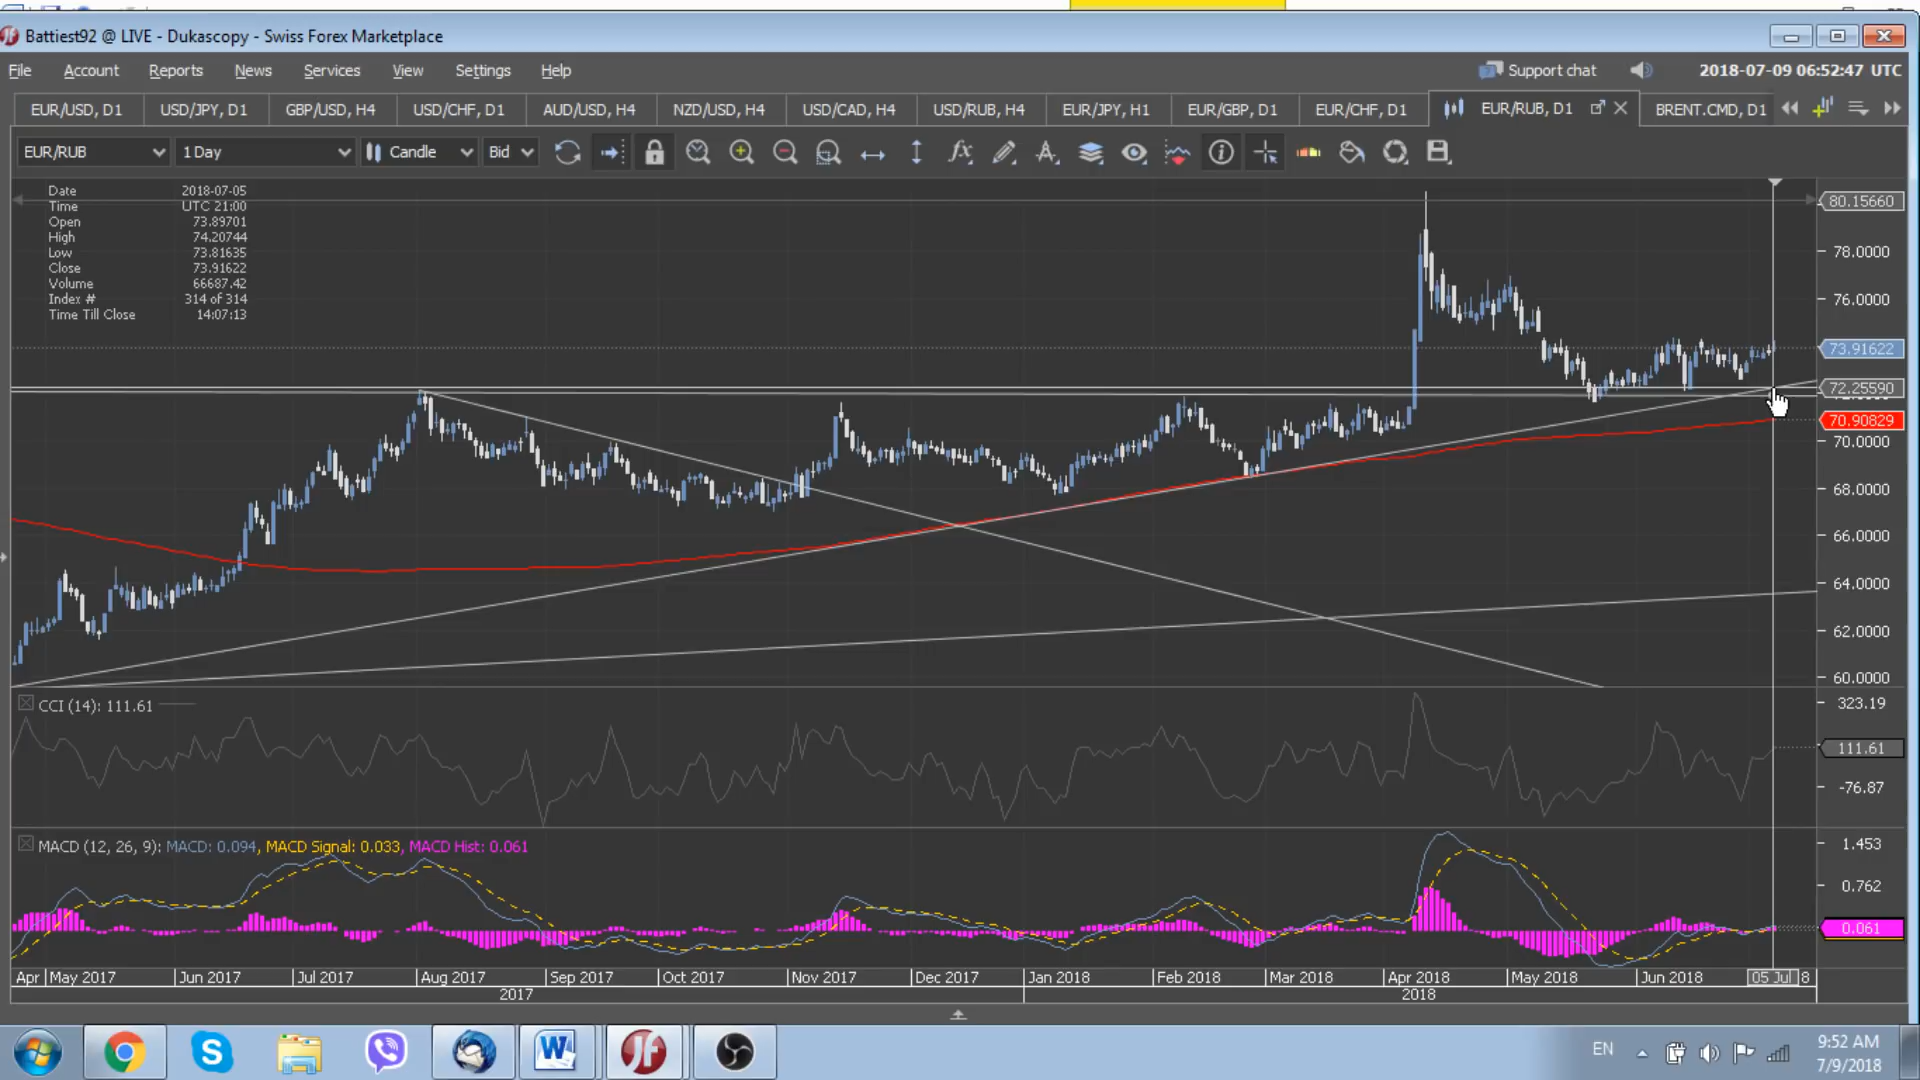 Battiest92 @ LIVE - Dukascopy - Swiss Forex Marketplace
File Account Reports News Services View Settings Help Support chat 2018-07-09 06:52:47 UTC
EUR/USD, D1 USD/JPY, D1 GBP/USD, H4 USD/CHF, D1 AUD/USD, H4 NZD/USD, H4 USD/CAD, H4 USD/RUB, H4 EUR/JPY, H1 EUR/GBP, D1 EUR/CHF, D1 EUR/RUB, D1 BRENT.CMD, D1
EUR/RUB 1 Day Candle Bid
Date 2018-07-05
Time UTC 21:00
Open 73.89701
High 74.20744
Low 73.81635
Close 73.91622
Volume 66687.42
Index # 314 of 314
Time Till Close 14:07:13
80.15660
78.0000
76.0000
73.91622
72.25590
70.90829
70.0000
68.0000
66.0000
64.0000
62.0000
60.0000
CCI (14): 111.61
323.19
111.61
-76.87
MACD (12, 26, 9): MACD: 0.094, MACD Signal: 0.033, MACD Hist: 0.061
1.453
0.762
0.061
Apr May 2017 Jun 2017 Jul 2017 Aug 2017 Sep 2017 Oct 2017 Nov 2017 Dec 2017 Jan 2018 Feb 2018 Mar 2018 Apr 2018 May 2018 Jun 2018 05 Jul 8
2017 2018
EN 9:52 AM
7/9/2018